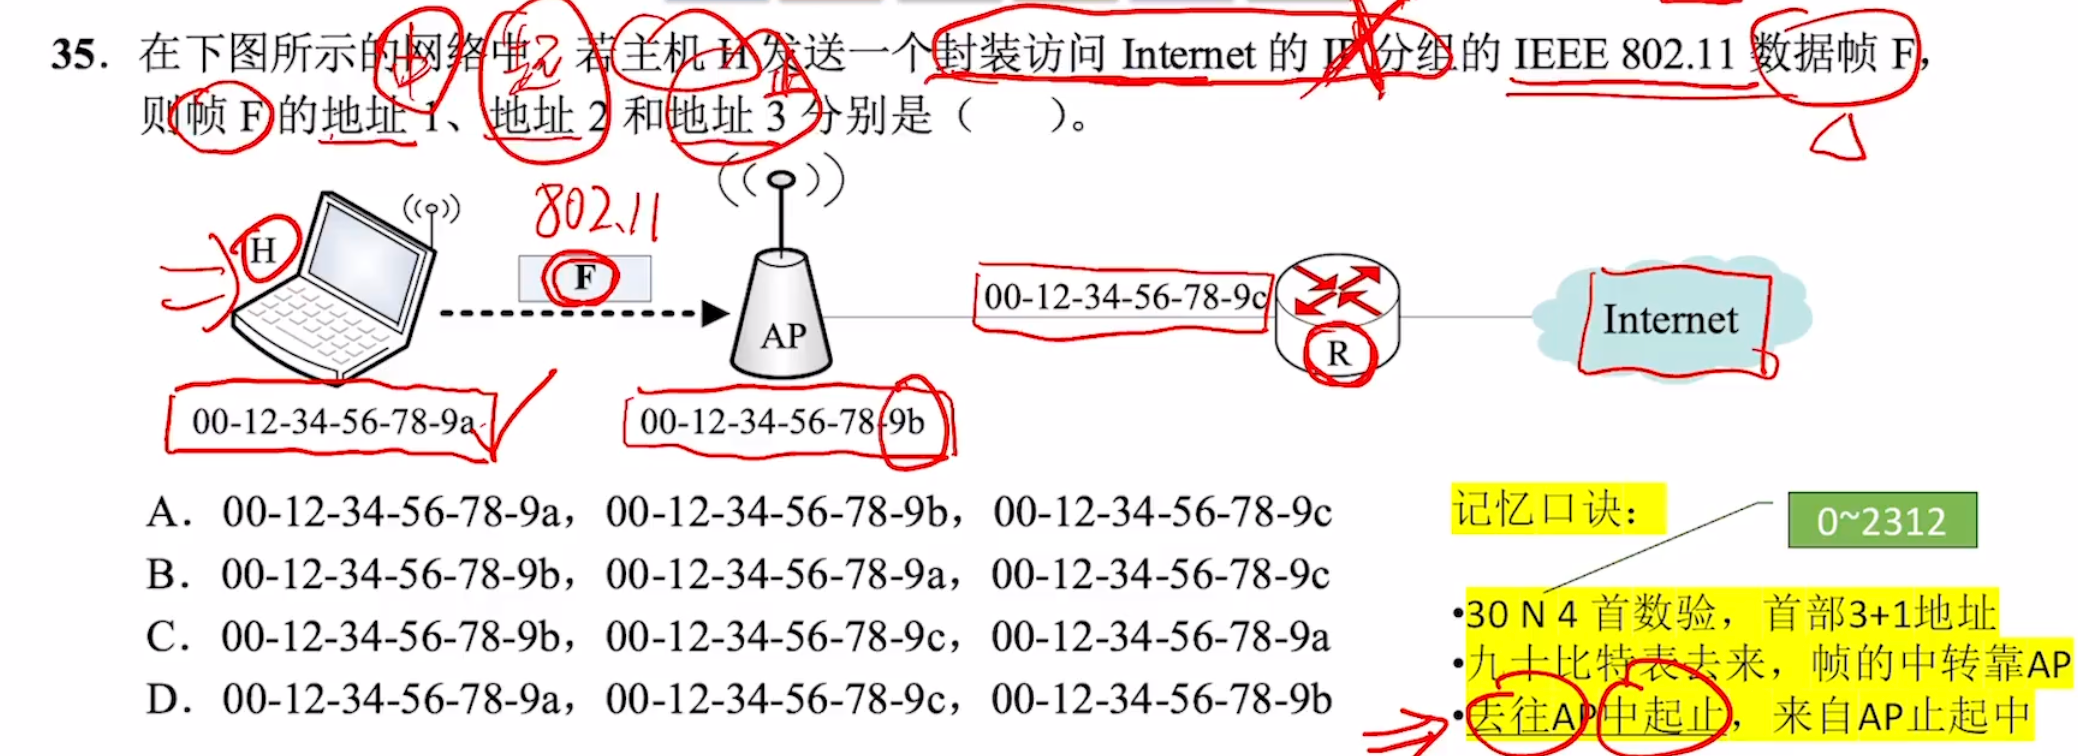 35. 在下图所示的网络中，若主机 H 发送一个封装访问 Internet 的 IP 分组的 IEEE 802.11 数据帧 F，
则帧 F 的地址 1、地址 2 和地址 3 分别是（ ）。
中 起 止
802.11
H
F
AP
00-12-34-56-78-9c
R
Internet
00-12-34-56-78-9a
00-12-34-56-78-9b
A. 00-12-34-56-78-9a，00-12-34-56-78-9b，00-12-34-56-78-9c
B. 00-12-34-56-78-9b，00-12-34-56-78-9a，00-12-34-56-78-9c
C. 00-12-34-56-78-9b，00-12-34-56-78-9c，00-12-34-56-78-9a
D. 00-12-34-56-78-9a，00-12-34-56-78-9c，00-12-34-56-78-9b
记忆口诀：
0~2312
•30 N 4 首数验，首部3+1地址
•九十比特表去来，帧的中转靠AP
•去往AP中起止，来自AP止起中